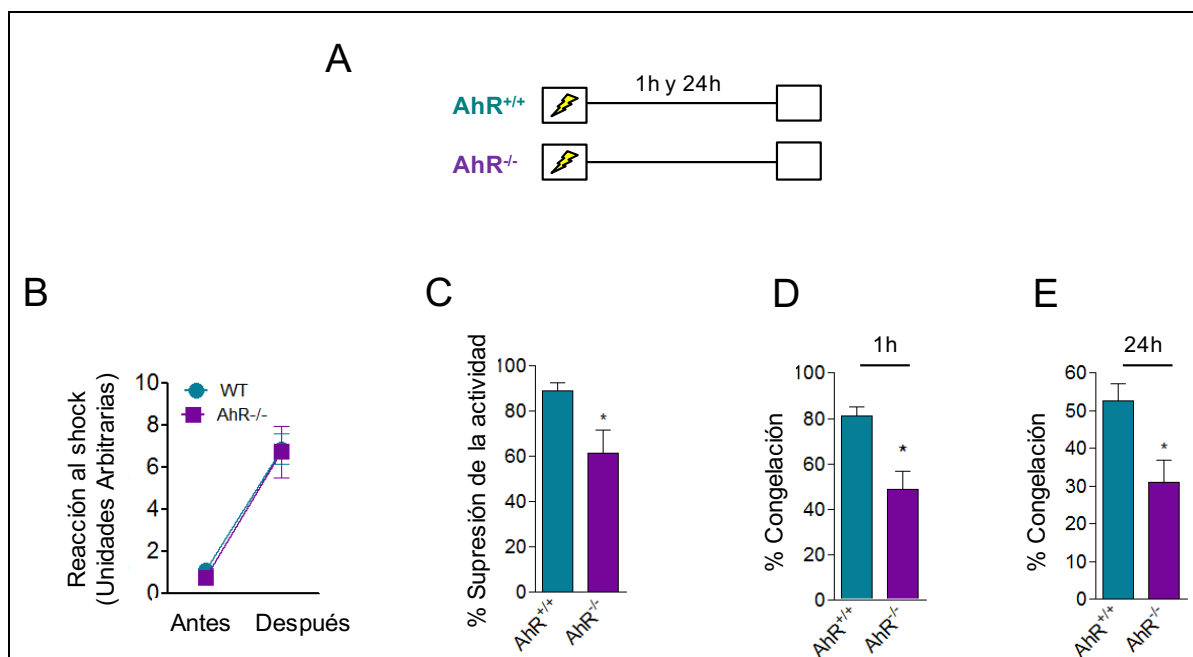 A
1h y 24h
AhR+/+
AhR-/-
B
Reacción al shock
(Unidades Arbitrarias)
10
8
6
4
2
0
WT
AhR-/-
Antes
Después
C
% Supresión de la actividad
100
80
60
40
20
0
*
AhR+/+
AhR-/-
D
1h
% Congelación
100
80
60
40
20
0
*
AhR+/+
AhR-/-
E
24h
% Congelación
60
50
40
30
20
10
0
*
AhR+/+
AhR-/-